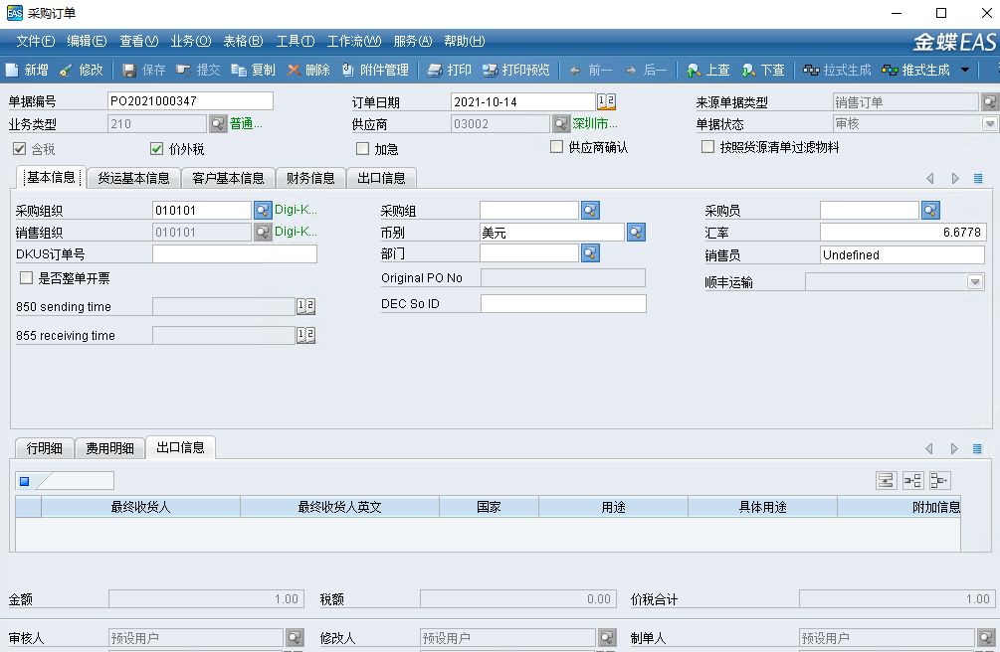 EAS 采购订单
文件(F) 编辑(E) 查看(V) 业务(O) 表格(B) 工具(T) 工作流(W) 服务(A) 帮助(H) 金蝶EAS
新增 修改 保存 提交 复制 删除 附件管理 打印 打印预览 前一 后一 上查 下查 拉式生成 推式生成
单据编号 PO2021000347 订单日期 2021-10-14 来源单据类型 销售订单
业务类型 210 普通... 供应商 03002 深圳市... 单据状态 审核
含税 价外税 加急 供应商确认 按照货源清单过滤物料
基本信息 货运基本信息 客户基本信息 财务信息 出口信息
采购组织 010101 Digi-K... 采购组 采购员
销售组织 010101 Digi-K... 币别 美元 汇率 6.6778
DKUS订单号 部门 销售员 Undefined
是否整单开票 Original PO No 顺丰运输
850 sending time DEC So ID
855 receiving time
行明细 费用明细 出口信息
最终收货人 最终收货人英文 国家 用途 具体用途 附加信息
金额 1.00 税额 0.00 价税合计 1.00
审核人 预设用户 修改人 预设用户 制单人 预设用户